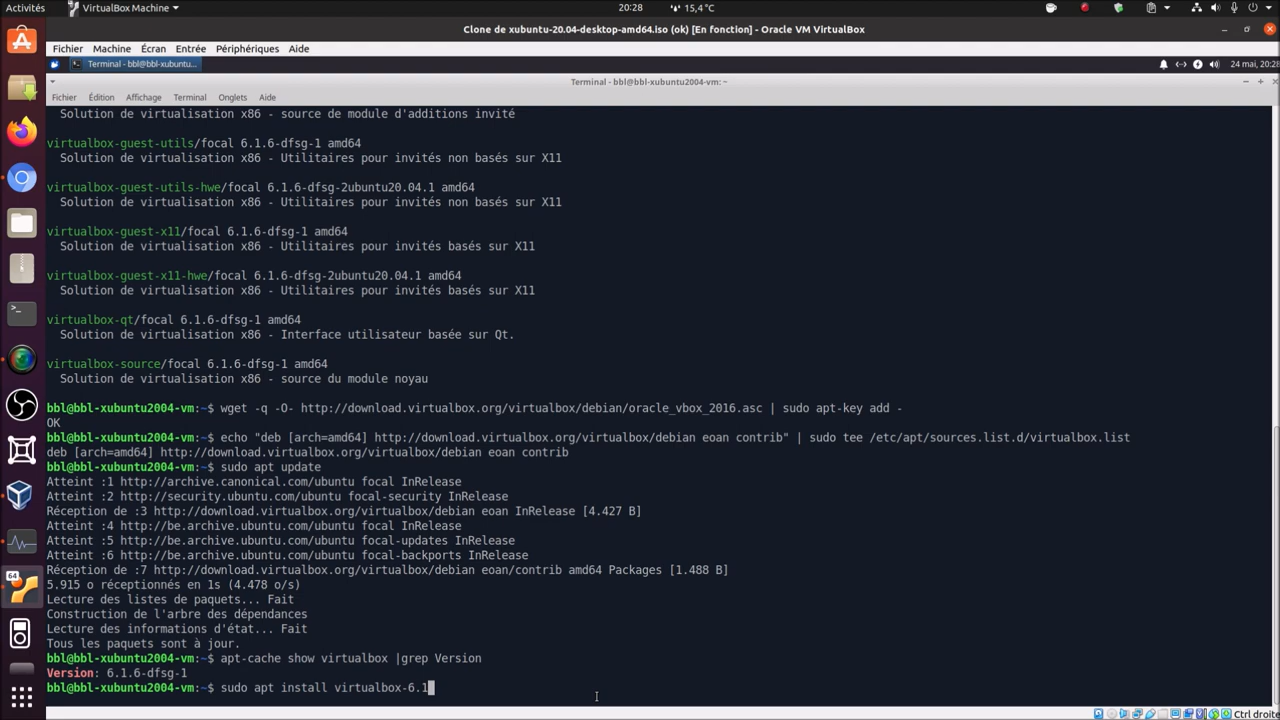 Activités VirtualBox Machine 20:28 15,4°C
Clone de xubuntu-20.04-desktop-amd64.iso (ok) [En fonction] - Oracle VM VirtualBox
Fichier Machine Écran Entrée Périphériques Aide
Terminal - bbl@bbl-xubuntu... 24 mai, 20:28
Terminal - bbl@bbl-xubuntu2004-vm: ~
Fichier Édition Affichage Terminal Onglets Aide
Solution de virtualisation x86 - source de module d'additions invité
virtualbox-guest-utils/focal 6.1.6-dfsg-1 amd64
Solution de virtualisation x86 - Utilitaires pour invités non basés sur X11
virtualbox-guest-utils-hwe/focal 6.1.6-dfsg-2ubuntu20.04.1 amd64
Solution de virtualisation x86 - Utilitaires pour invités non basés sur X11
virtualbox-guest-x11/focal 6.1.6-dfsg-1 amd64
Solution de virtualisation x86 - Utilitaires pour invités basés sur X11
virtualbox-guest-x11-hwe/focal 6.1.6-dfsg-2ubuntu20.04.1 amd64
Solution de virtualisation x86 - Utilitaires pour invités basés sur X11
virtualbox-qt/focal 6.1.6-dfsg-1 amd64
Solution de virtualisation x86 - Interface utilisateur basée sur Qt.
virtualbox-source/focal 6.1.6-dfsg-1 amd64
Solution de virtualisation x86 - source du module noyau
bbl@bbl-xubuntu2004-vm:~$ wget -q -O- http://download.virtualbox.org/virtualbox/debian/oracle_vbox_2016.asc | sudo apt-key add -
OK
bbl@bbl-xubuntu2004-vm:~$ echo "deb [arch=amd64] http://download.virtualbox.org/virtualbox/debian eoan contrib" | sudo tee /etc/apt/sources.list.d/virtualbox.list
deb [arch=amd64] http://download.virtualbox.org/virtualbox/debian eoan contrib
bbl@bbl-xubuntu2004-vm:~$ sudo apt update
Atteint :1 http://archive.canonical.com/ubuntu focal InRelease
Atteint :2 http://security.ubuntu.com/ubuntu focal-security InRelease
Réception de :3 http://download.virtualbox.org/virtualbox/debian eoan InRelease [4.427 B]
Atteint :4 http://be.archive.ubuntu.com/ubuntu focal InRelease
Atteint :5 http://be.archive.ubuntu.com/ubuntu focal-updates InRelease
Atteint :6 http://be.archive.ubuntu.com/ubuntu focal-backports InRelease
Réception de :7 http://download.virtualbox.org/virtualbox/debian eoan/contrib amd64 Packages [1.488 B]
5.915 o réceptionnés en 1s (4.478 o/s)
Lecture des listes de paquets... Fait
Construction de l'arbre des dépendances
Lecture des informations d'état... Fait
Tous les paquets sont à jour.
bbl@bbl-xubuntu2004-vm:~$ apt-cache show virtualbox |grep Version
Version: 6.1.6-dfsg-1
bbl@bbl-xubuntu2004-vm:~$ sudo apt install virtualbox-6.1
64
Ctrl droite